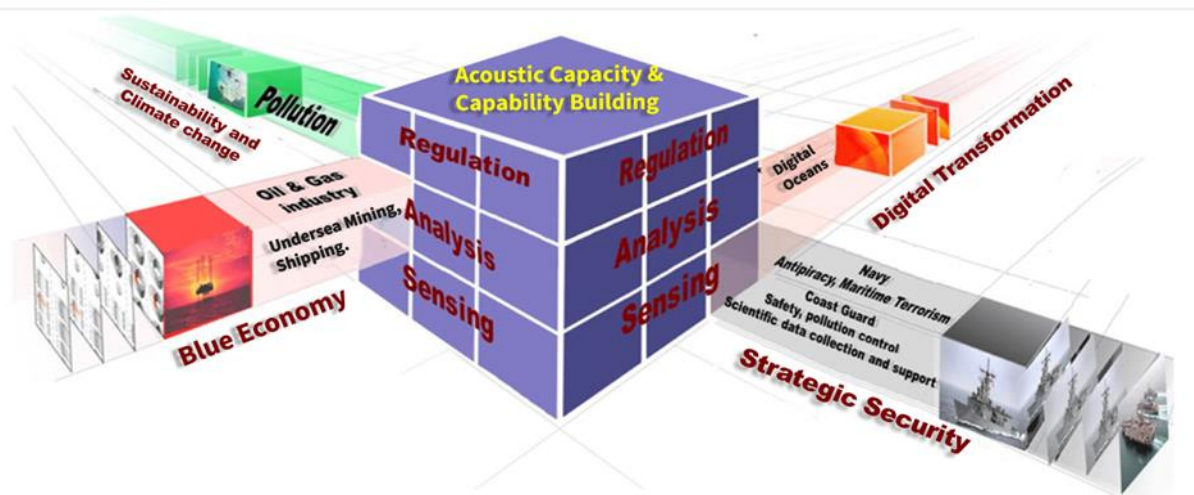 Acoustic Capacity &
Capability Building
Regulation
Analysis
Sensing
Regulation
Analysis
Sensing
Sustainability and
Climate change
Pollution
Oil & Gas
industry
Undersea Mining,
Shipping.
Blue Economy
Digital
Oceans
Digital Transformation
Navy
Antipiracy, Maritime Terrorism
Coast Guard
Safety, pollution control
Scientific data collection and support
Strategic Security